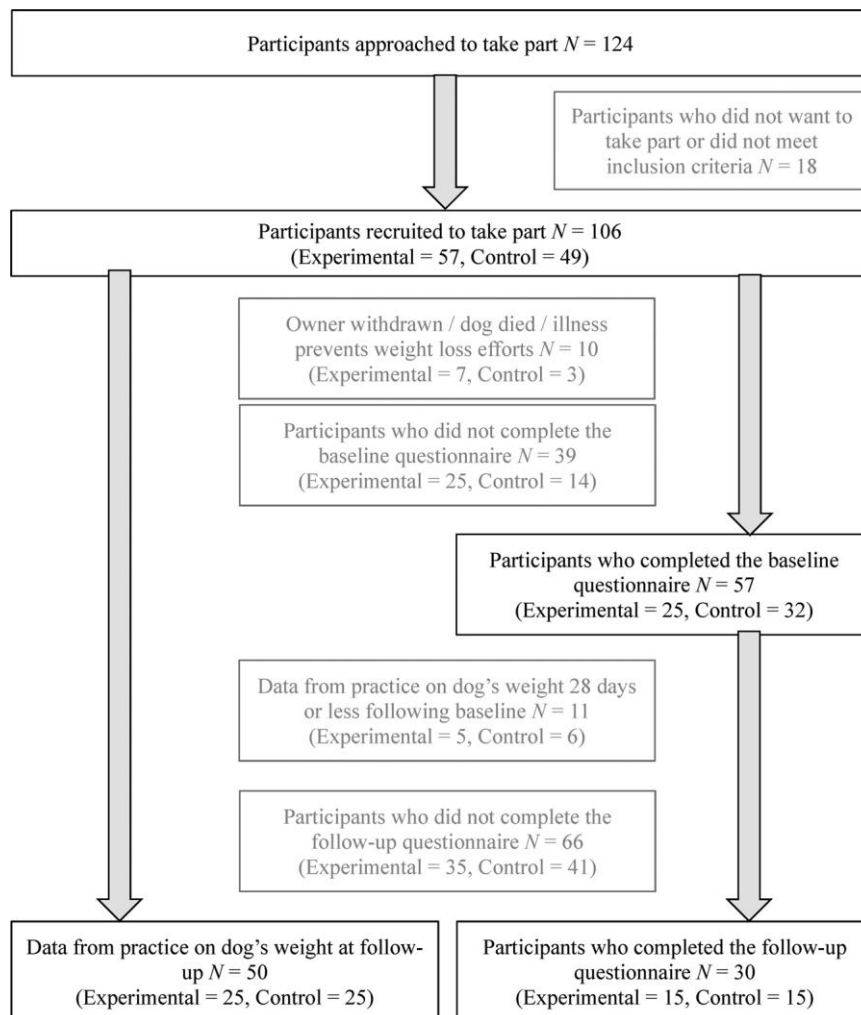 Participants approached to take part N = 124
Participants who did not want to
take part or did not meet
inclusion criteria N = 18
Participants recruited to take part N = 106
(Experimental = 57, Control = 49)
Owner withdrawn / dog died / illness
prevents weight loss efforts N = 10
(Experimental = 7, Control = 3)
Participants who did not complete the
baseline questionnaire N = 39
(Experimental = 25, Control = 14)
Participants who completed the baseline
questionnaire N = 57
(Experimental = 25, Control = 32)
Data from practice on dog’s weight 28 days
or less following baseline N = 11
(Experimental = 5, Control = 6)
Participants who did not complete the
follow-up questionnaire N = 66
(Experimental = 35, Control = 41)
Data from practice on dog’s weight at follow-
up N = 50
(Experimental = 25, Control = 25)
Participants who completed the follow-up
questionnaire N = 30
(Experimental = 15, Control = 15)